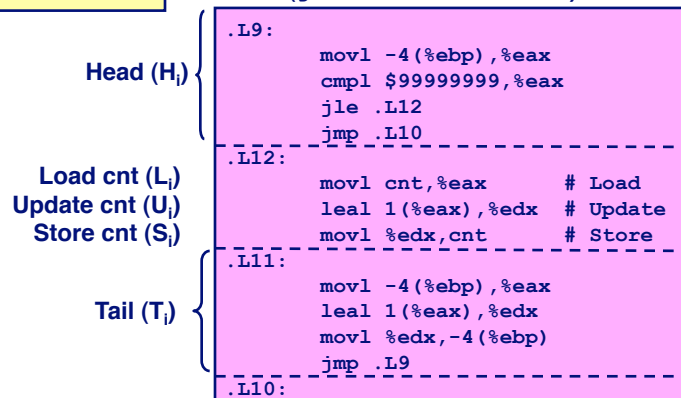 .L9:
movl -4(%ebp),%eax
Head (Hi)
cmpl $99999999,%eax
jle .L12
jmp .L10
.L12:
Load cnt (Li)
movl cnt,%eax # Load
Update cnt (Ui)
leal 1(%eax),%edx # Update
Store cnt (Si)
movl %edx,cnt # Store
.L11:
movl -4(%ebp),%eax
Tail (Ti)
leal 1(%eax),%edx
movl %edx,-4(%ebp)
jmp .L9
.L10: